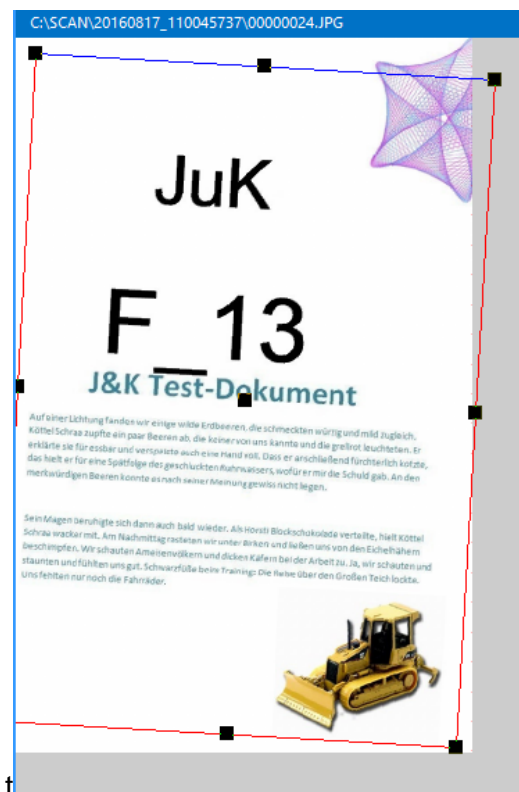 C:\SCAN\20160817_110045737\00000024.JPG
JuK
F_13
J&K Test-Dokument
Auf einer Lichtung fanden wir einige wilde Erdbeeren, die schmeckten würzig und mild zugleich.
Köttel Schraa zupfte ein paar Beeren ab, die keiner von uns kannte und die grellrot leuchteten. Er
erklärte sie für essbar und verspeiste auch eine Hand voll. Dass er anschließend fürchterlich kotzte,
das hielt er für eine Spätfolge des geschluckten Ruhrwassers, wofür er mir die Schuld gab. An den
merkwürdigen Beeren konnte es nach seiner Meinung gewiss nicht liegen.
Sein Magen beruhigte sich dann auch bald wieder. Als Horsti Blockschokolade verteilte, hielt Köttel
Schraa wacker mit. Am Nachmittag rasteten wir unter Birken und ließen uns von den Eichelhähern
beschimpfen. Wir schauten Ameisenvölkern und dicken Käfern bei der Arbeit zu. Ja, wir schauten und
staunten und fühlten uns gut. Schwarzfüße beim Training: Die Reise über den Großen Teich lockte.
Uns fehlten nur noch die Fahrräder.
t